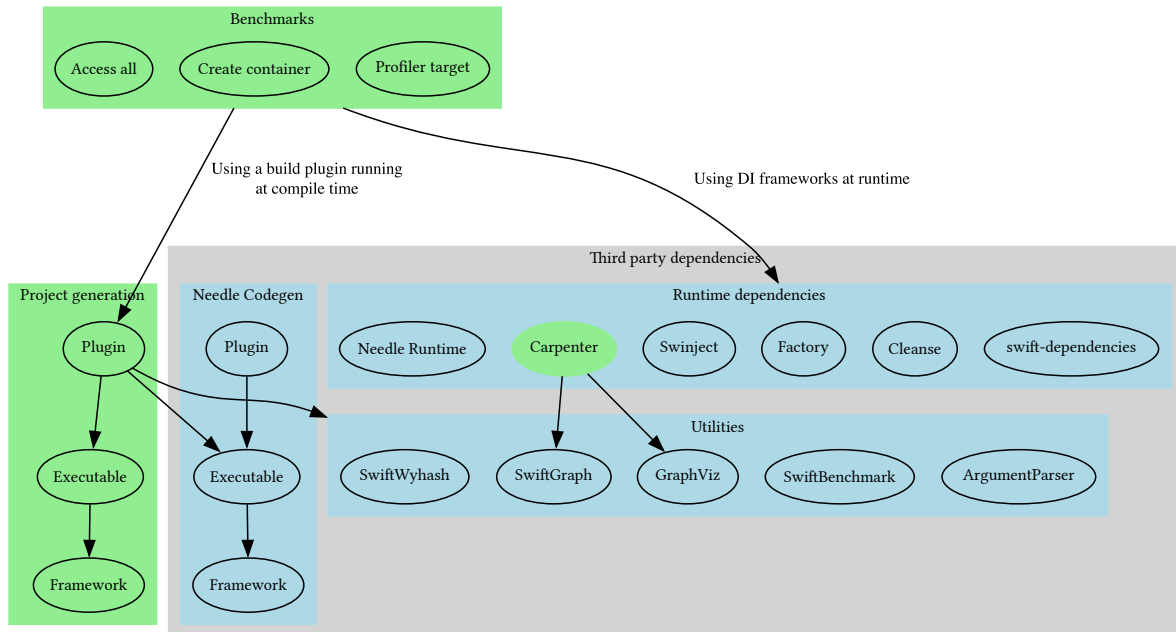 Benchmarks
Access all
Create container
Profiler target
Using a build plugin running
at compile time
Using DI frameworks at runtime
Third party dependencies
Project generation
Needle Codegen
Runtime dependencies
Plugin
Plugin
Needle Runtime
Carpenter
Swinject
Factory
Cleanse
swift-dependencies
Utilities
Executable
Executable
SwiftWyhash
SwiftGraph
GraphViz
SwiftBenchmark
ArgumentParser
Framework
Framework